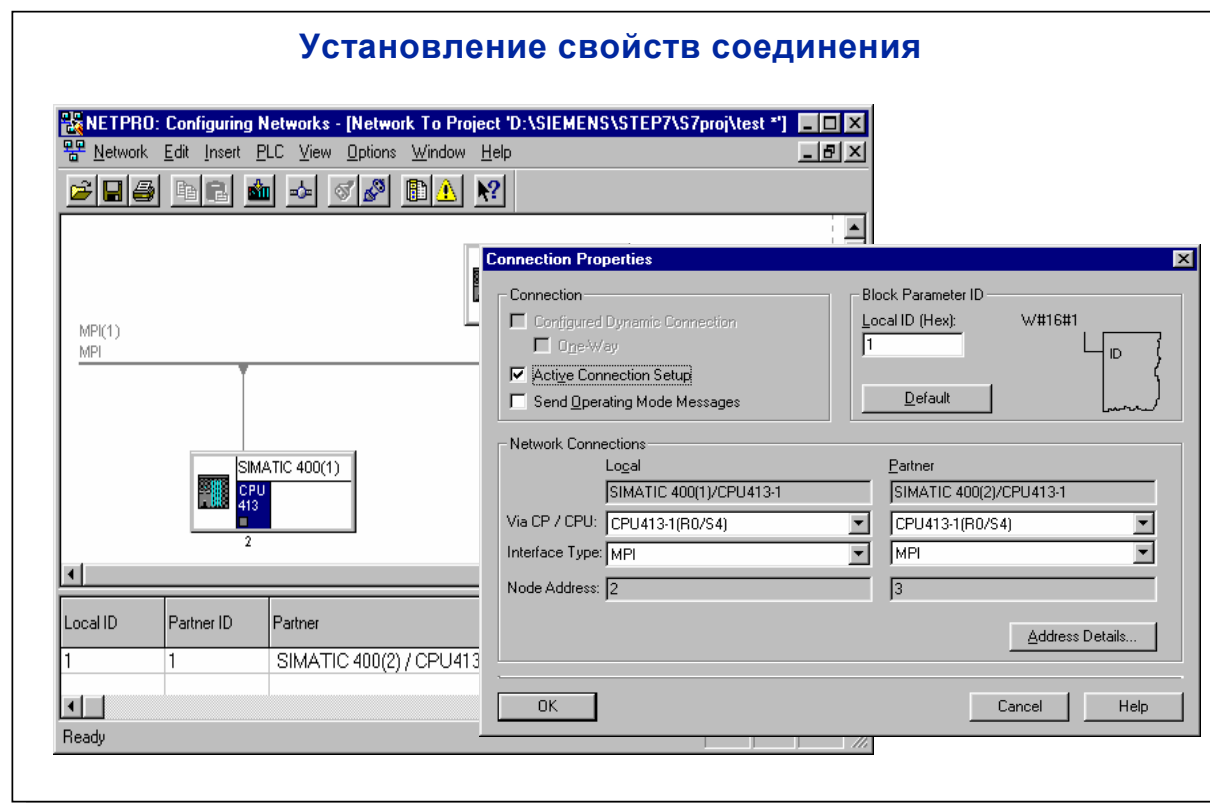 Установление свойств соединения
NETPRO: Configuring Networks - [Network To Project 'D:\SIEMENS\STEP7\S7proj\test *']
Network Edit Insert PLC View Options Window Help
MPI(1)
MPI
SIMATIC 400(1)
CPU
413
2
Local ID Partner ID Partner
1 1 SIMATIC 400(2) / CPU413
Ready
Connection Properties
Connection
Configured Dynamic Connection
One-Way
Active Connection Setup
Send Operating Mode Messages
Block Parameter ID
Local ID (Hex): W#16#1
1
ID
Default
Network Connections
Local Partner
SIMATIC 400(1)/CPU413-1 SIMATIC 400(2)/CPU413-1
Via CP / CPU: CPU413-1(R0/S4) CPU413-1(R0/S4)
Interface Type: MPI MPI
Node Address: 2 3
Address Details...
OK Cancel Help